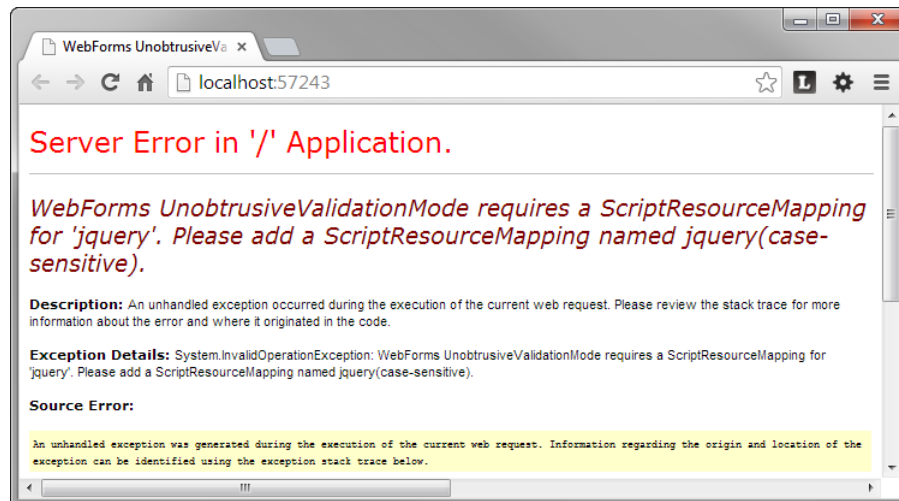 WebForms UnobtrusiveVa
localhost:57243
L
Server Error in '/' Application.
WebForms UnobtrusiveValidationMode requires a ScriptResourceMapping
for 'jquery'. Please add a ScriptResourceMapping named jquery(case-
sensitive).
Description: An unhandled exception occurred during the execution of the current web request. Please review the stack trace for more
information about the error and where it originated in the code.
Exception Details: System.InvalidOperationException: WebForms UnobtrusiveValidationMode requires a ScriptResourceMapping for
'jquery'. Please add a ScriptResourceMapping named jquery(case-sensitive).
Source Error:
An unhandled exception was generated during the execution of the current web request. Information regarding the origin and location of the
exception can be identified using the exception stack trace below.